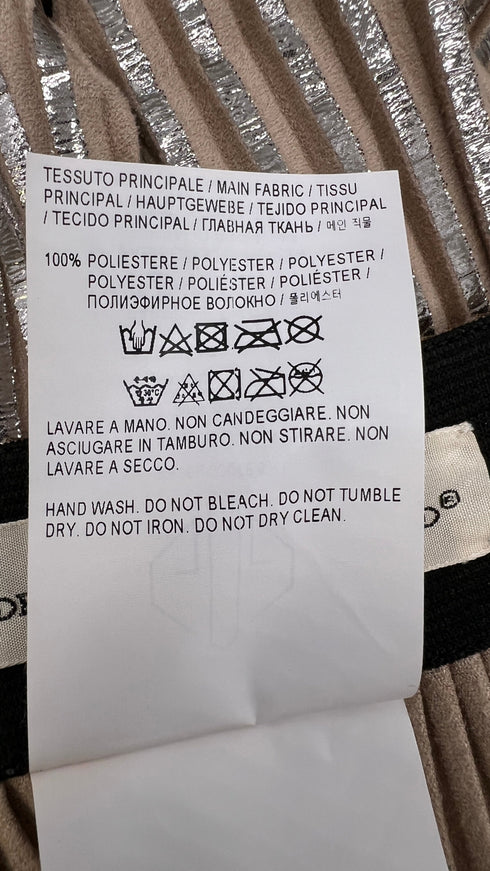 TESSUTO PRINCIPALE / MAIN FABRIC / TISSU
PRINCIPAL / HAUPTGEWEBE / TEJIDO PRINCIPAL
/ TECIDO PRINCIPAL / ГЛАВНАЯ ТКАНЬ / 메인 직물
100% POLIESTERE / POLYESTER / POLYESTER /
POLYESTER / POLIÉSTER / POLIÉSTER /
ПОЛИЭФИРНОЕ ВОЛОКНО / 폴리에스터
30°C
LAVARE A MANO. NON CANDEGGIARE. NON
ASCIUGARE IN TAMBURO. NON STIRARE. NON
LAVARE A SECCO.
HAND WASH. DO NOT BLEACH. DO NOT TUMBLE
DRY. DO NOT IRON. DO NOT DRY CLEAN.